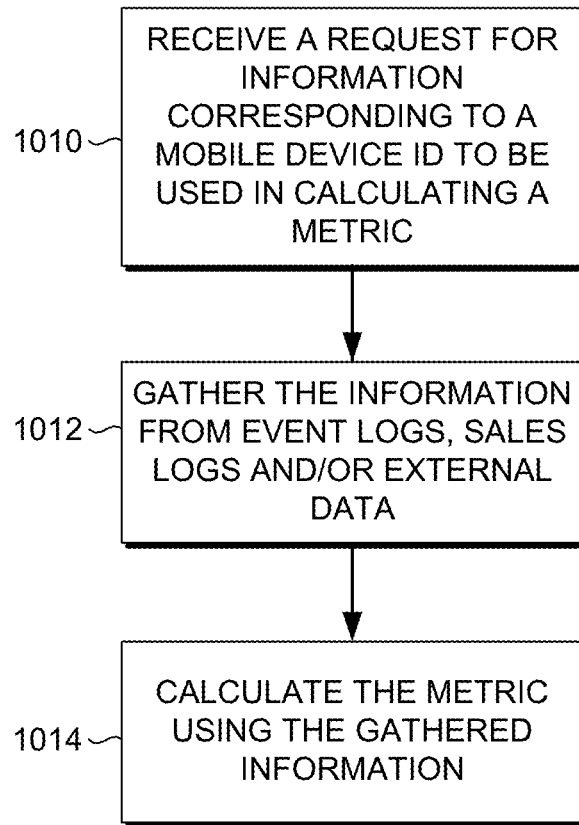 RECEIVE A REQUEST FOR
INFORMATION
CORRESPONDING TO A
MOBILE DEVICE ID TO BE
USED IN CALCULATING A
METRIC
1010
GATHER THE INFORMATION
FROM EVENT LOGS, SALES
LOGS AND/OR EXTERNAL
DATA
1012
CALCULATE THE METRIC
USING THE GATHERED
INFORMATION
1014